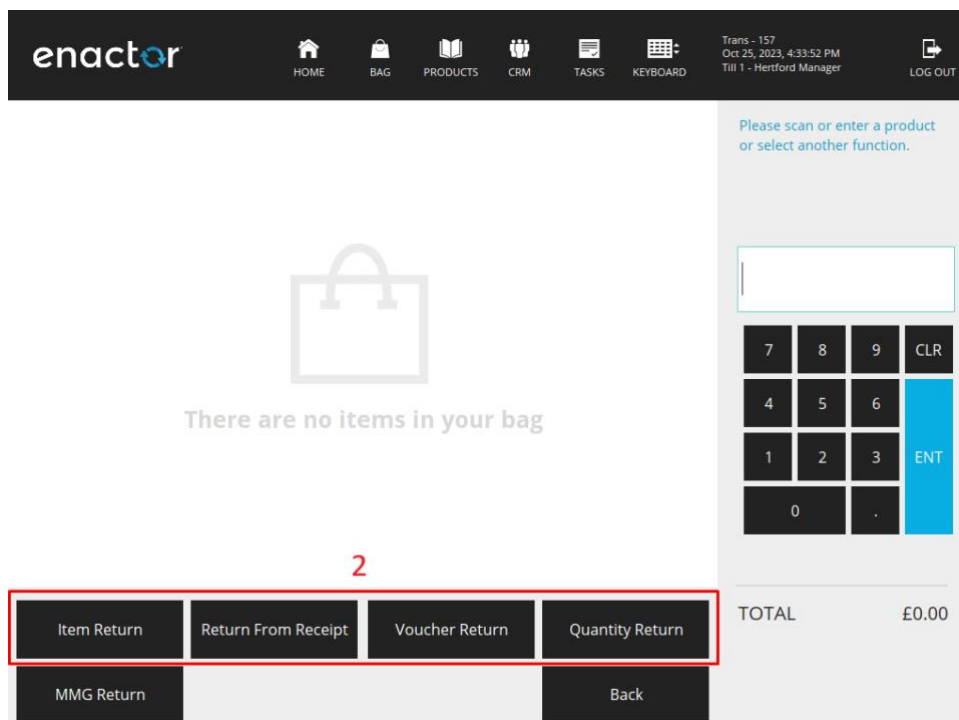 enactor
HOME
BAG
PRODUCTS
CRM
TASKS
KEYBOARD
Trans - 157
Oct 25, 2023, 4:33:52 PM
Till 1 - Hertford Manager
LOG OUT
Please scan or enter a product
or select another function.
There are no items in your bag
7 8 9 CLR
4 5 6
1 2 3 ENT
0 .
2
Item Return
Return From Receipt
Voucher Return
Quantity Return
TOTAL £0.00
MMG Return
Back